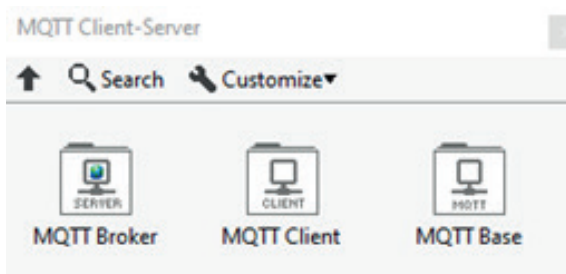 MQTT Client-Server
Search Customize
SERVER CLIENT MQTT
MQTT Broker MQTT Client MQTT Base